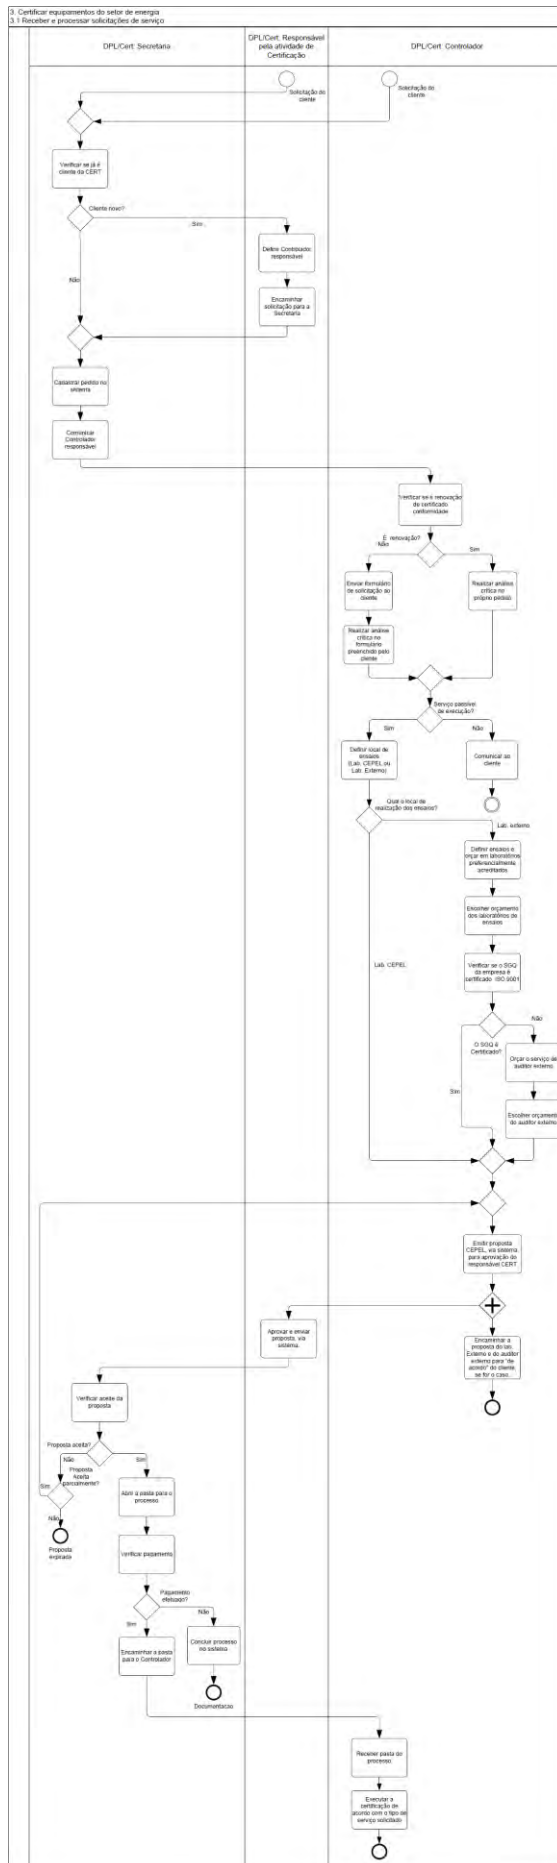 3. Certificar equipamentos do setor de energia
3.1 Receber e processar solicitações de serviço
DPL/Cert: Secretaria
DPL/Cert: Responsável
pela atividade de
Certificação
DPL/Cert: Controlador
Solicitação do
cliente
Solicitação do
cliente
Verificar se já é
cliente da CERT
Cliente novo?
Sim
Não
Definir Controlador
responsável
Encaminhar
solicitação para a
Secretaria
Cadastrar pedido no
sistema
Comunicar
Controlador
responsável
Verificar se é renovação
de certificado
conformidade
É renovação?
Não
Sim
Enviar formulário
de solicitação ao
cliente
Realizar análise
crítica no
próprio pedido
Realizar análise
crítica no
formulário
preenchido pelo
cliente
Serviço passível
de execução?
Sim
Não
Definir local de
ensaios
(Lab. CEPEL ou
Lab. Externo)
Comunicar ao
cliente
Qual o local de
realização dos ensaios?
Lab. externo
Definir ensaios e
orçar em laboratórios
preferencialmente
acreditados
Escolher orçamento
dos laboratórios de
ensaios
Lab. CEPEL
Verificar se o SGQ
da empresa é
certificado ISO 9001
Não
O SGQ é
Certificado?
Sim
Orçar o serviço de
auditor externo
Escolher orçamento
do auditor externo
Emitir proposta
CEPEL, via sistema,
para aprovação do
responsável CERT
Aprovar e enviar
proposta, via
sistema.
Encaminhar a
proposta do lab.
Externo e do auditor
externo para "de
acordo" do cliente,
se for o caso.
Verificar aceite da
proposta
Proposta aceita?
Não
Sim
Proposta
Aceita
parcialmente?
Sim
Não
Proposta
expirada
Abrir a pasta para o
processo
Verificar pagamento
Pagamento
efetuado?
Sim
Não
Encaminhar a pasta
para o Controlador
Concluir processo
no sistema
Documentacao
Receber pasta do
processo
Executar a
certificação de
acordo com o tipo de
serviço solicitado